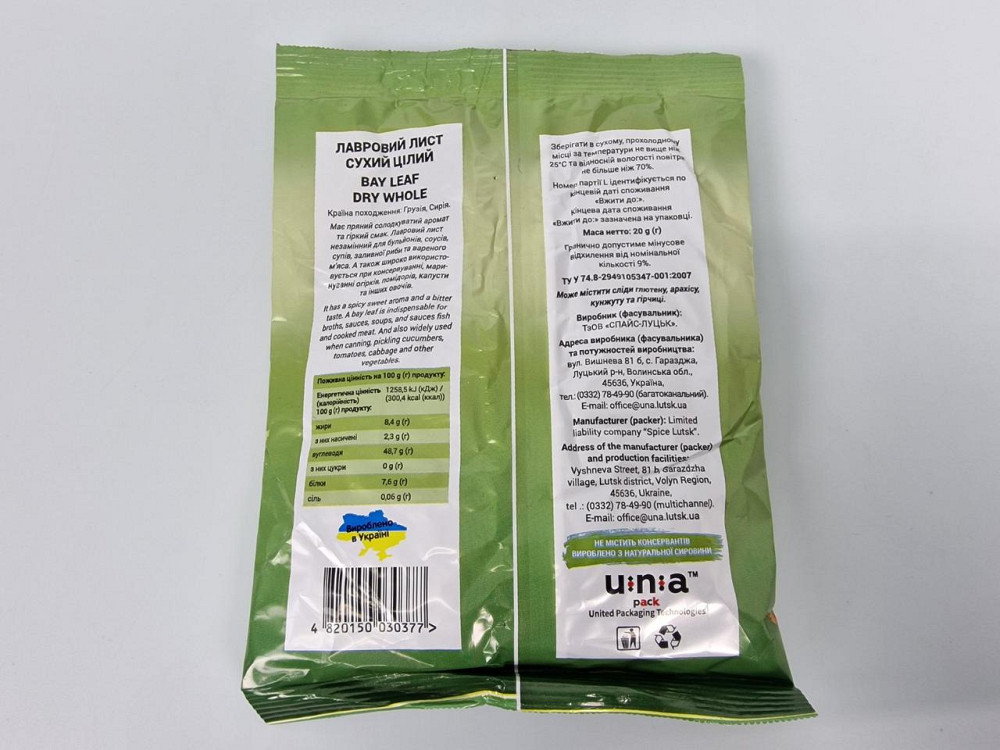 ЛАВРОВИЙ ЛИСТ
СУХИЙ ЦІЛИЙ
BAY LEAF
DRY WHOLE
Країна походження: Грузія, Сирія.
Має пряний солодкуватий аромат
та гіркий смак. Лавровий лист
незамінний для бульйонів, соусів,
супів, заливної риби та вареного
м'яса. А також широко використо-
вується при консервуванні, мари-
нуванні огірків, помідорів, капусти
та інших овочів.
It has a spicy sweet aroma and a bitter
taste. A bay leaf is indispensable for
broths, sauces, soups, and sauces fish
and cooked meat. And also widely used
when canning, pickling cucumbers,
tomatoes, cabbage and other
vegetables.
Поживна цінність на 100 g (г) продукту:
Енергетична цінність 1258,5 kJ (кДж) /
(калорійність) (300,4 kcal (ккал))
100 g (г) продукту:
жири 8,4 g (г)
з них насичені 2,3 g (г)
вуглеводи 48,7 g (г)
з них цукри 0 g (г)
білки 7,6 g (г)
сіль 0,06 g (г)
Вироблено
в Україні
4 820150 030377 >
Зберігати в сухому, прохолодному
місці за температури не вище ніж
25°С та відносній вологості повітря
не більше ніж 70%.
Номер партії L ідентифікується по
кінцевій даті споживання
«Вжити до:».
Кінцева дата споживання
«Вжити до:» зазначена на упаковці.
Маса нетто: 20 g (г)
Гранично допустиме мінусове
відхилення від номінальної
кількості 9%.
ТУ У 74.8-2949105347-001:2007
Може містити сліди глютену, арахісу,
кунжуту та гірчиці.
Виробник (фасувальник):
ТзОВ «СПАЙС-ЛУЦЬК».
Адреса виробника (фасувальника)
та потужностей виробництва:
вул. Вишнева 81 б, с. Гаразджа,
Луцький р-н, Волинська обл.,
45636, Україна,
тел.: (0332) 78-49-90 (багатоканальний).
E-mail: office@una.lutsk.ua
Manufacturer (packer): Limited
liability company "Spice Lutsk".
Address of the manufacturer (packer)
and production facilities:
Vyshneva Street, 81 b, Garazdzha
village, Lutsk district, Volyn Region,
45636, Ukraine,
tel .: (0332) 78-49-90 (multichannel).
E-mail: office@una.lutsk.ua
НЕ МІСТИТЬ КОНСЕРВАНТІВ
ВИРОБЛЕНО З НАТУРАЛЬНОЇ СИРОВИНИ
u:n:a™
pack
United Packaging Technologies